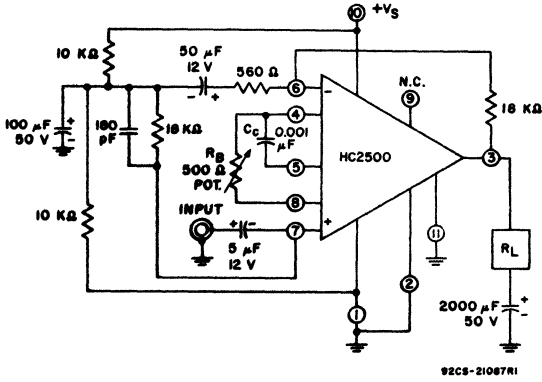 10 +VS
10 KΩ
50 μF
12 V
560 Ω
- +
6
-
N.C.
9
4
100 μF
50 V
+
-
180
pF
18 KΩ
CC
0.001
μF
RB
500 Ω
POT.
5
HC2500
3
18 KΩ
8
10 KΩ
INPUT
+ -
7
+
5 μF
12 V
11
RL
2
1
2000 μF
50 V
+
-
92CS-21087RI